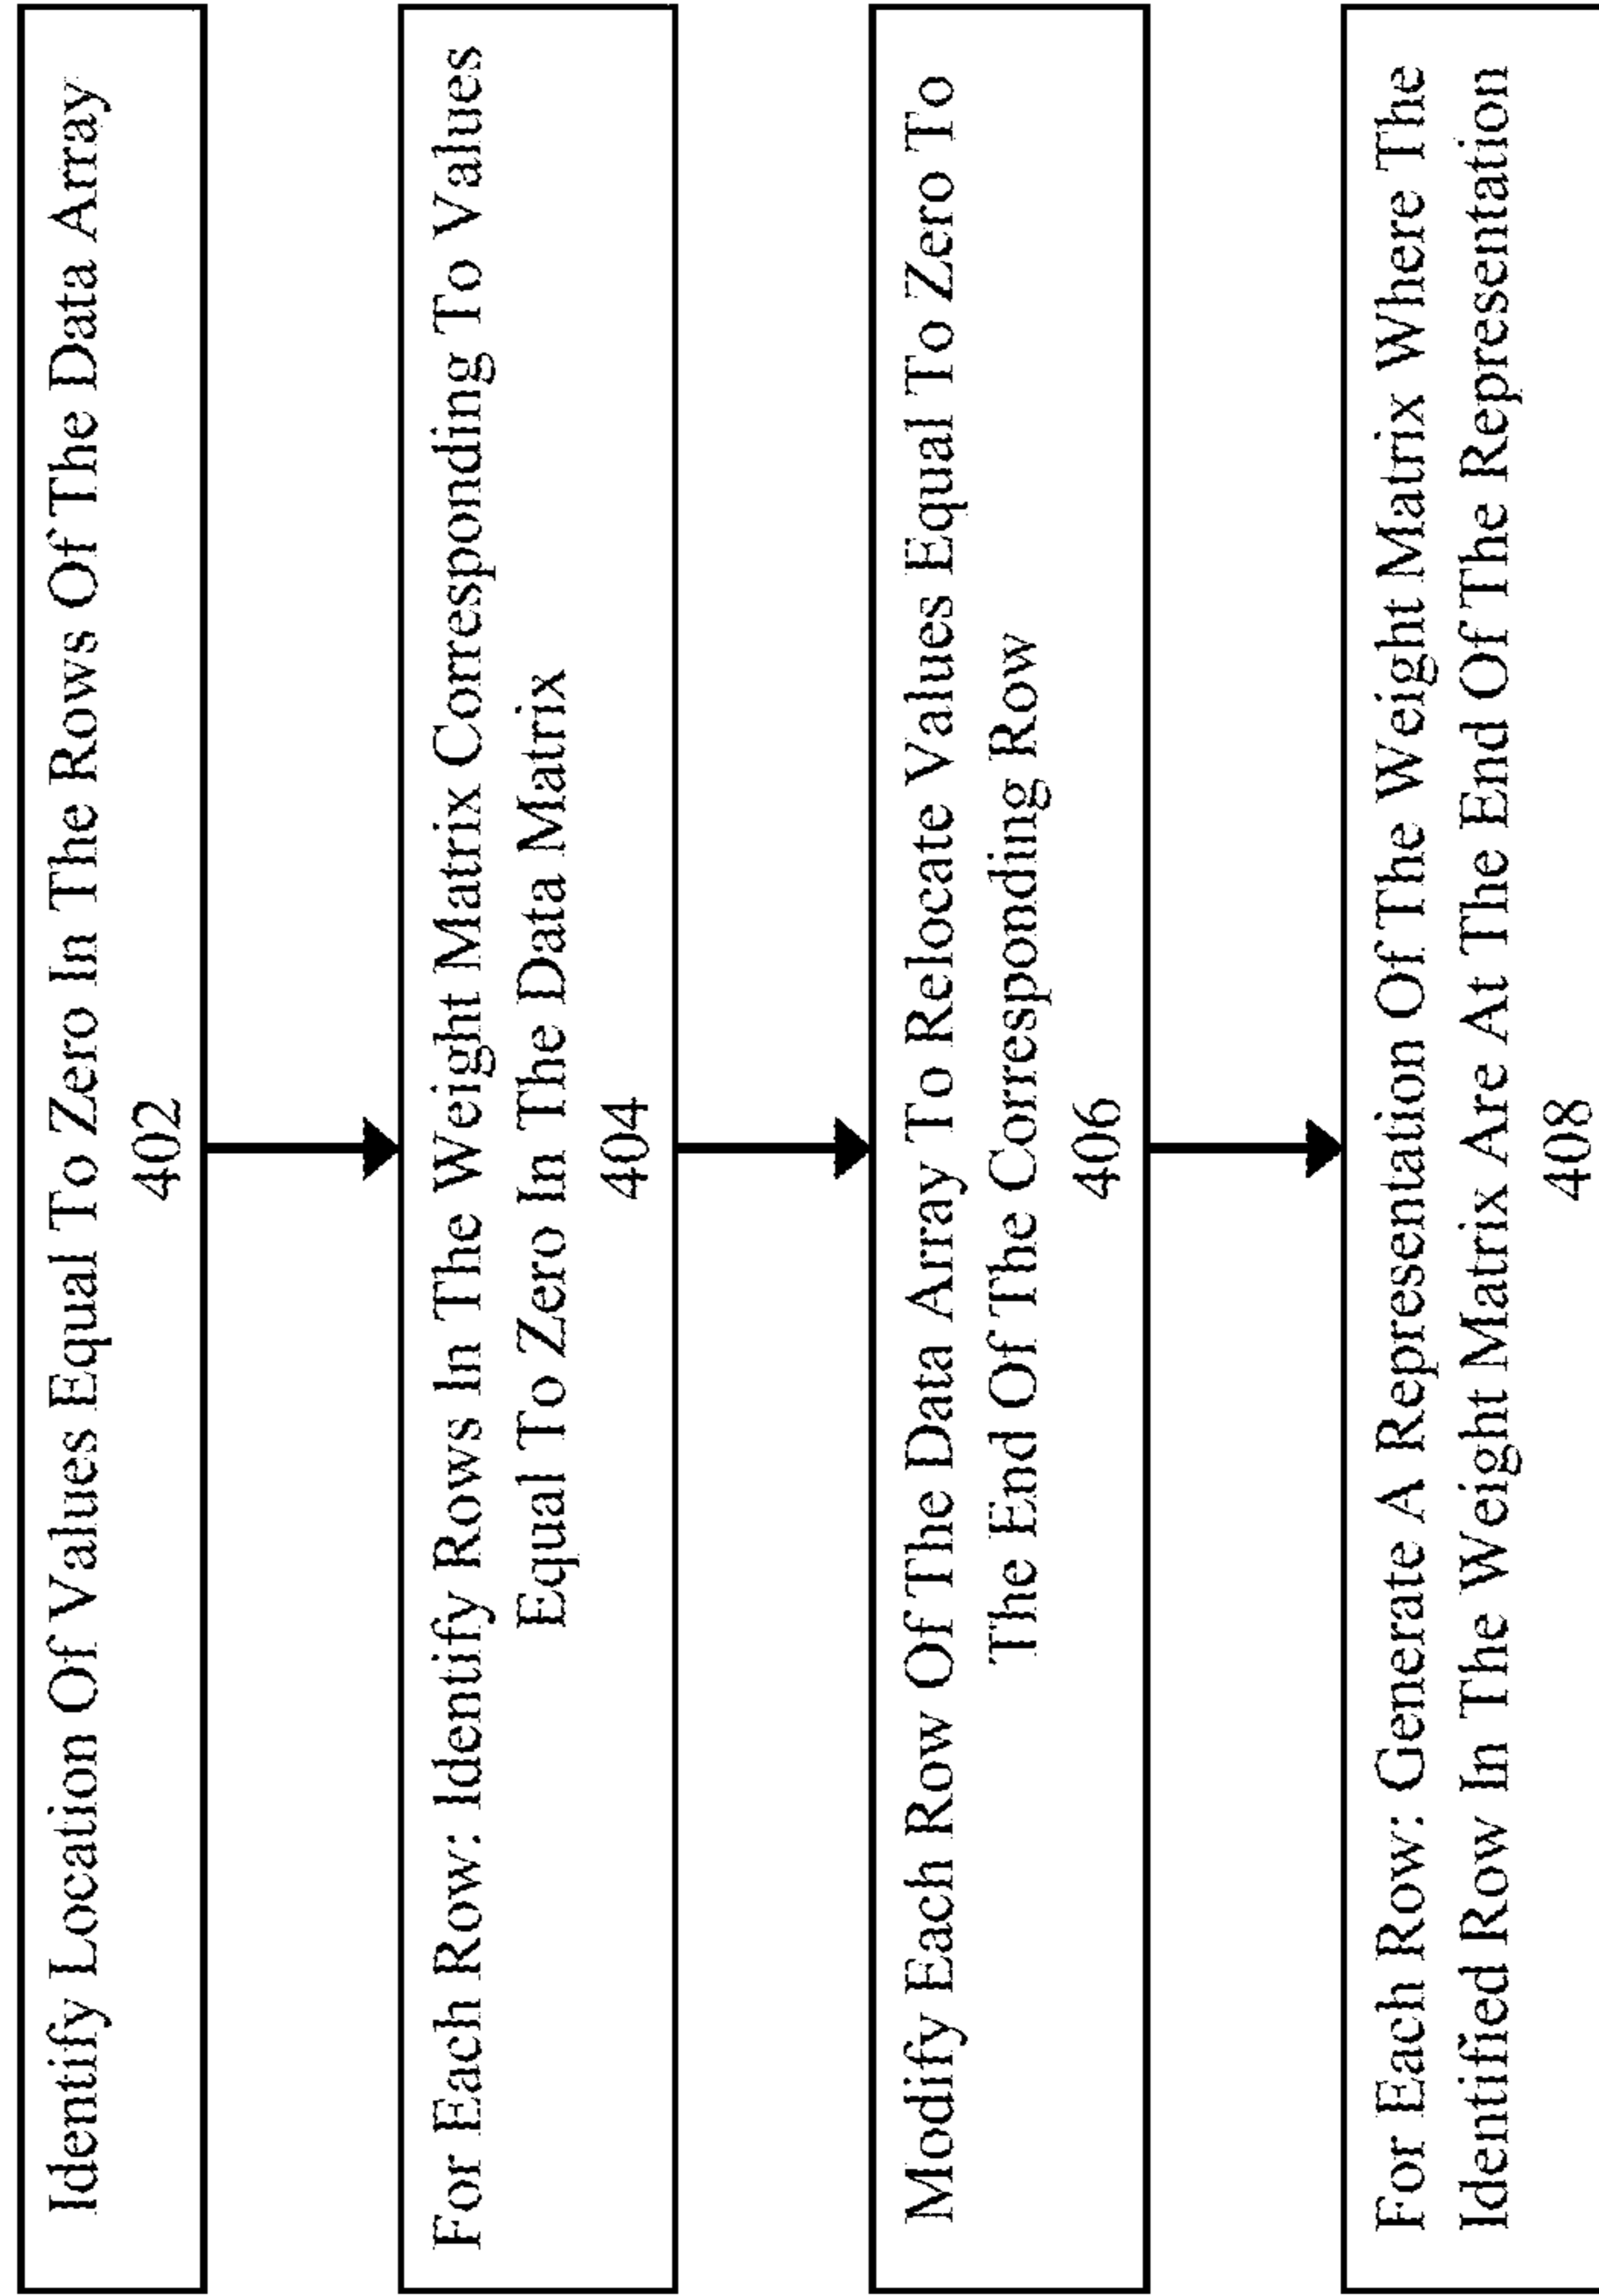 Identify Location Of Values Equal To Zero In The Rows Of The Data Array
402
For Each Row: Identify Rows In The Weight Matrix Corresponding To Values
Equal To Zero In The Data Matrix
404
Modify Each Row Of The Data Array To Relocate Values Equal To Zero To
The End Of The Corresponding Row
406
For Each Row: Generate A Representation Of The Weight Matrix Where The
Identified Row In The Weight Matrix Are At The End Of The Representation
408